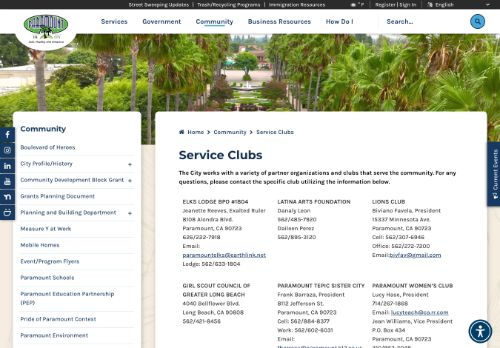 Street Sweeping Updates | Trash/Recycling Programs | Immigration Resources
°F | Register | Sign In | English
PARAMOUNT
Services Government Community Business Resources How Do I Search...
Community
Boulevard of Heroes
City Profile/History +
Community Development Block Grant +
Grants Planning Document
Planning and Building Department +
Measure Y at Work
Mobile Homes
Event/Program Flyers
Paramount Schools
Paramount Education Partnership
(PEP)
Pride of Paramount Contest
Paramount Environment
Home > Community > Service Clubs
Service Clubs
The City works with a variety of partner organizations and clubs that serve the community. For any
questions, please contact the specific club utilizing the information below.
ELKS LODGE BPO #1804
Jeanette Reeves, Exalted Ruler
8108 Alondra Blvd.
Paramount, CA 90723
626/222-7918
Email:
paramountelks@earthlink.net
Lodge: 562/633-1804
LATINA ARTS FOUNDATION
Danaly Leon
562/485-7920
Daileen Perez
562/895-3120
LIONS CLUB
Biviano Favela, President
15337 Minnesota Ave.
Paramount, CA 90723
Cell: 562/307-6946
Office: 562/272-7200
Email:bivfav@gmail.com
GIRL SCOUT COUNCIL OF
GREATER LONG BEACH
4040 Bellflower Blvd.
Long Beach, CA 90808
562/421-8456
PARAMOUNT TEPIC SISTER CITY
Frank Barraza, President
8112 Jefferson St.
Paramount, CA 90723
Cell: 562/884-8377
Work: 562/602-8031
Email:
PARAMOUNT WOMEN'S CLUB
Lucy Hose, President
714/267-1868
Email: lucyteach@ca.rr.com
Jean Williams, Vice President
P.O. Box 434
Paramount, CA 90723
Current Events